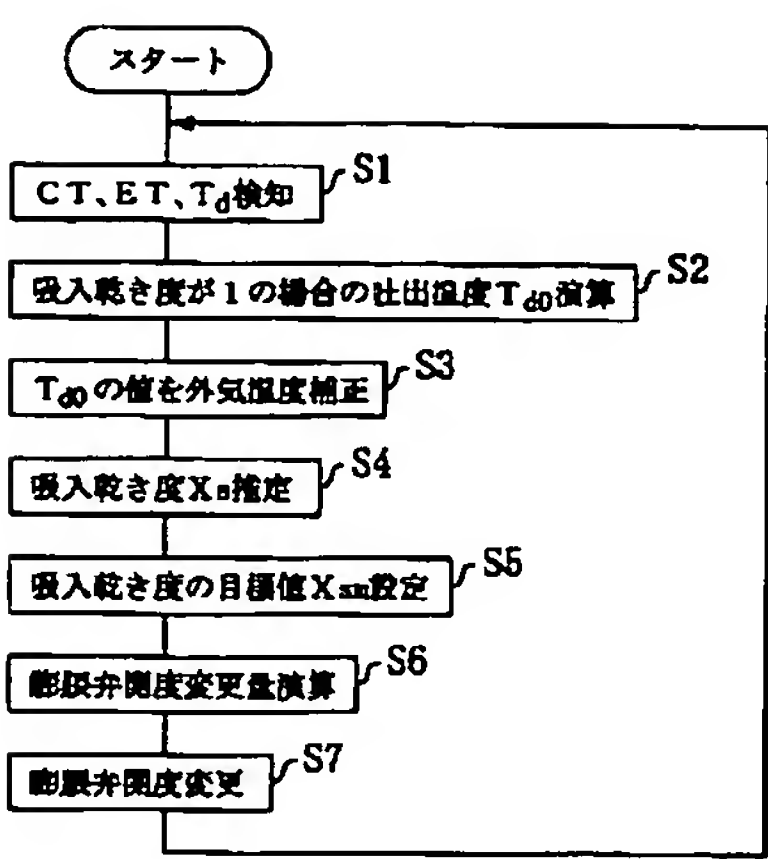 スタート
CT、ET、Td検知 S1
吸入乾き度が1の場合の吐出温度Td0演算 S2
Td0の値を外気温度補正 S3
吸入乾き度Xs推定 S4
吸入乾き度の目標値Xsm設定 S5
膨脹弁開度変更量演算 S6
膨脹弁開度変更 S7